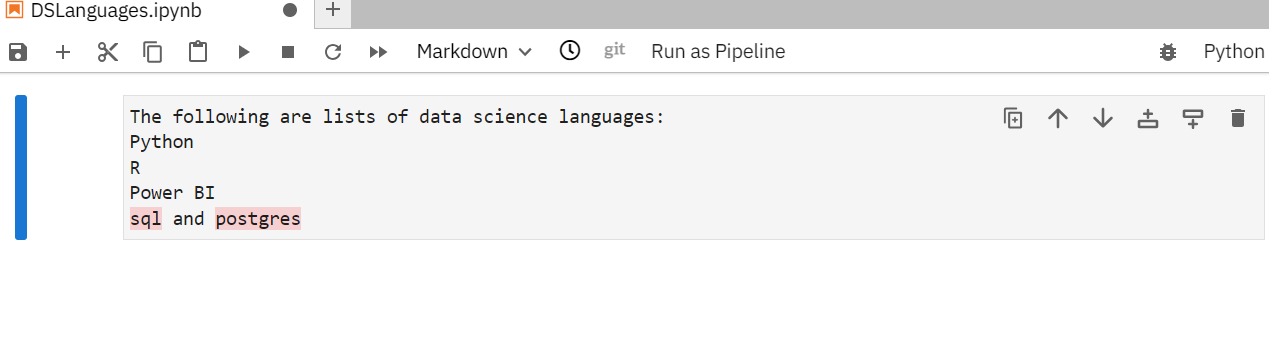 DSLanguages.ipynb
Markdown git Run as Pipeline Python
The following are lists of data science languages:
Python
R
Power BI
sql and postgres